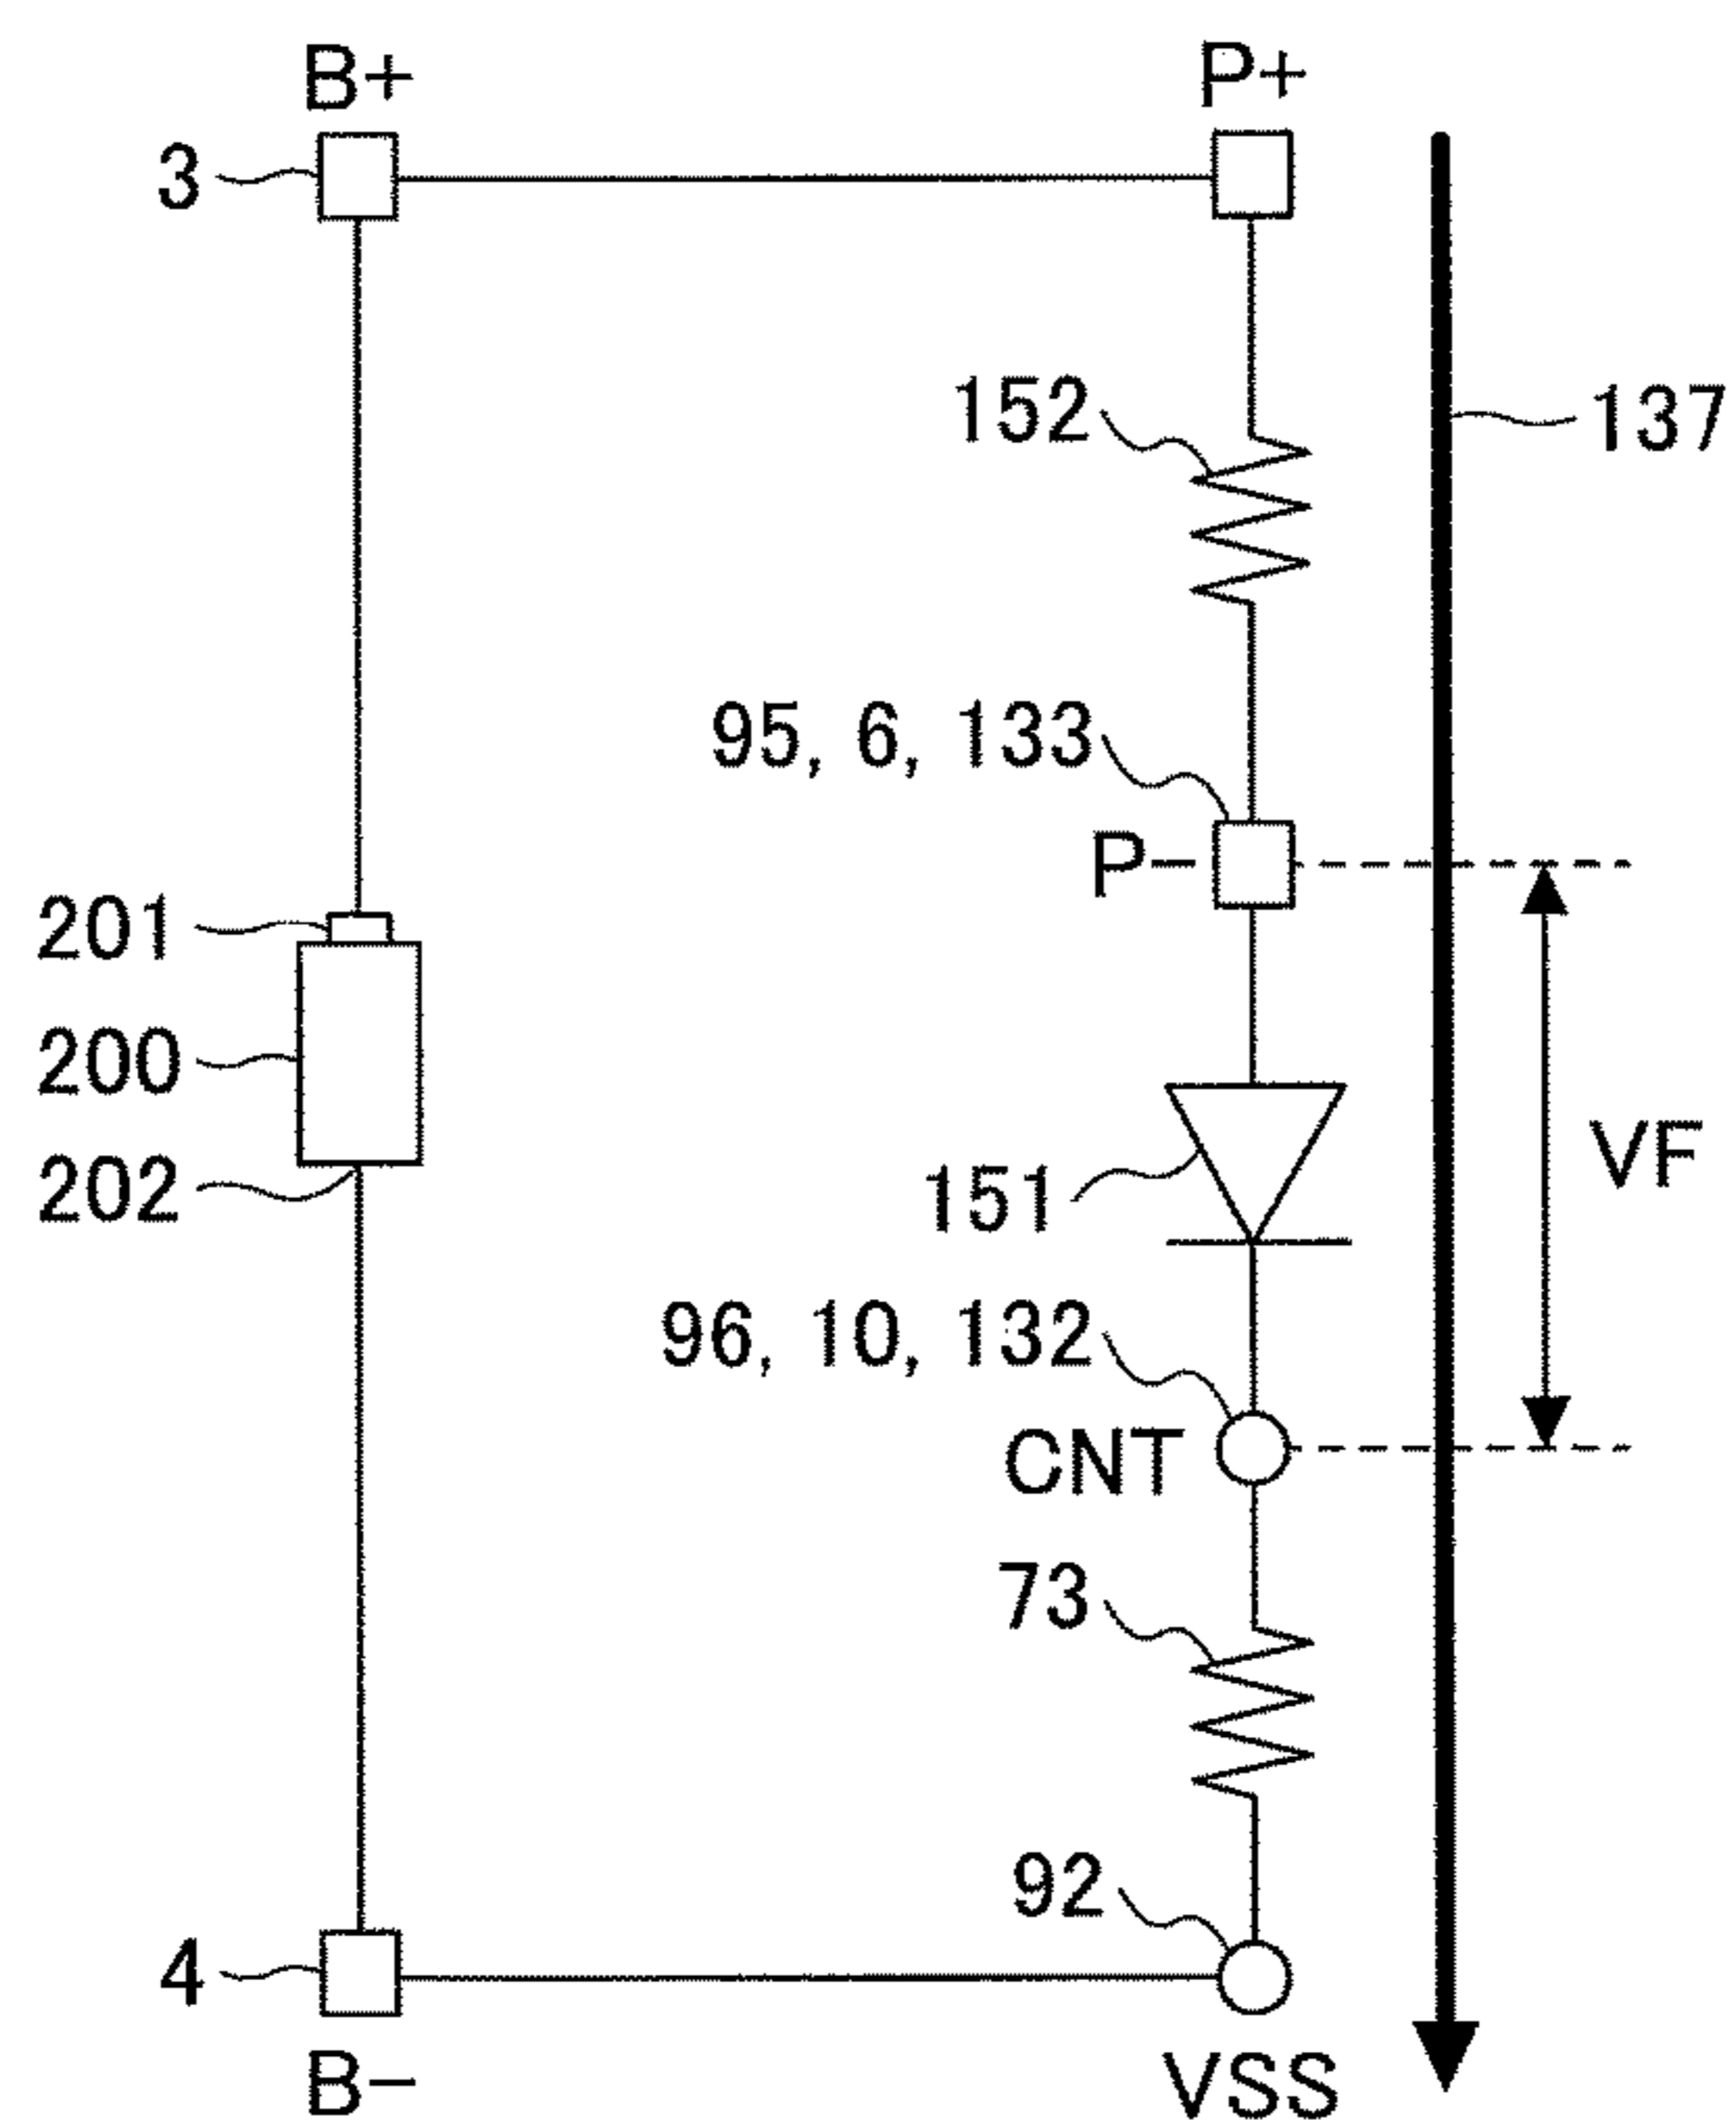 B+
P+
3
152
137
95, 6, 133
P-
201
200
202
151
VF
96, 10, 132
CNT
73
92
4
B-
VSS